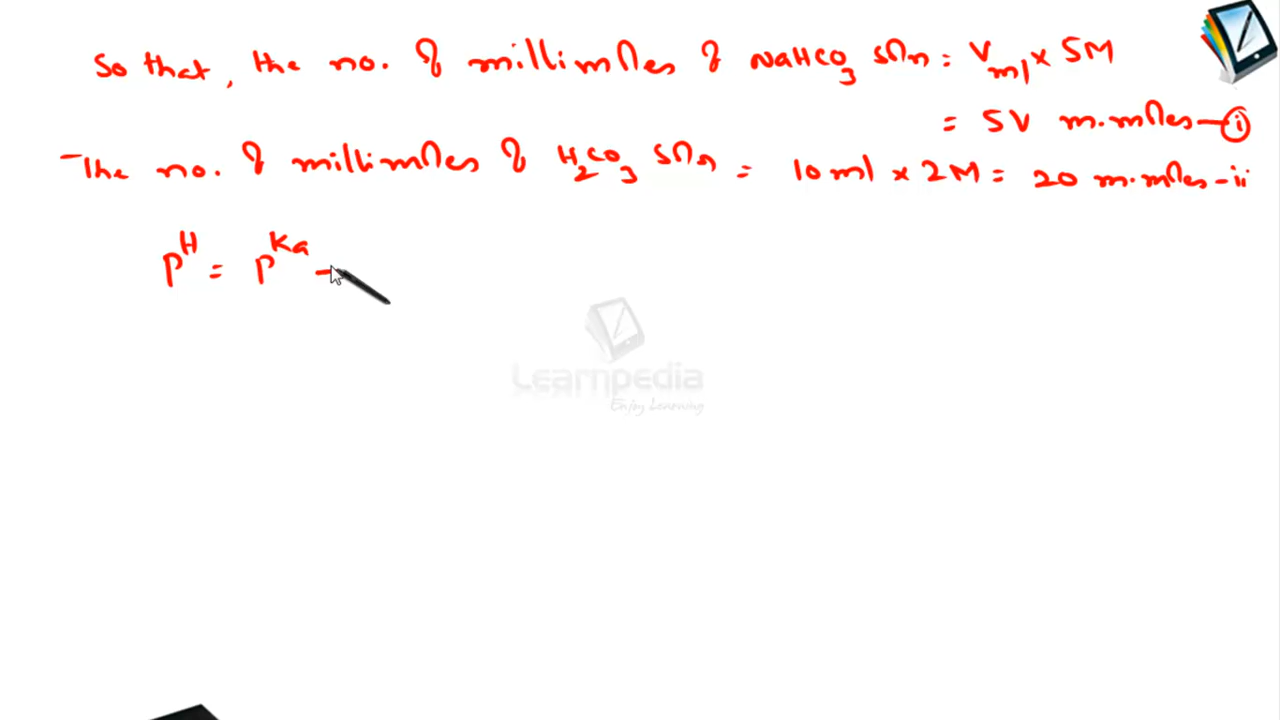 So that, the no. of millimoles of NaHCO3 soln = Vml × 5M
= 5V m.moles — i
The no. of millimoles of H2CO3 soln = 10 ml × 2M = 20 m.moles - ii
pH = pKa -
Learnpedia
Enjoy Learning